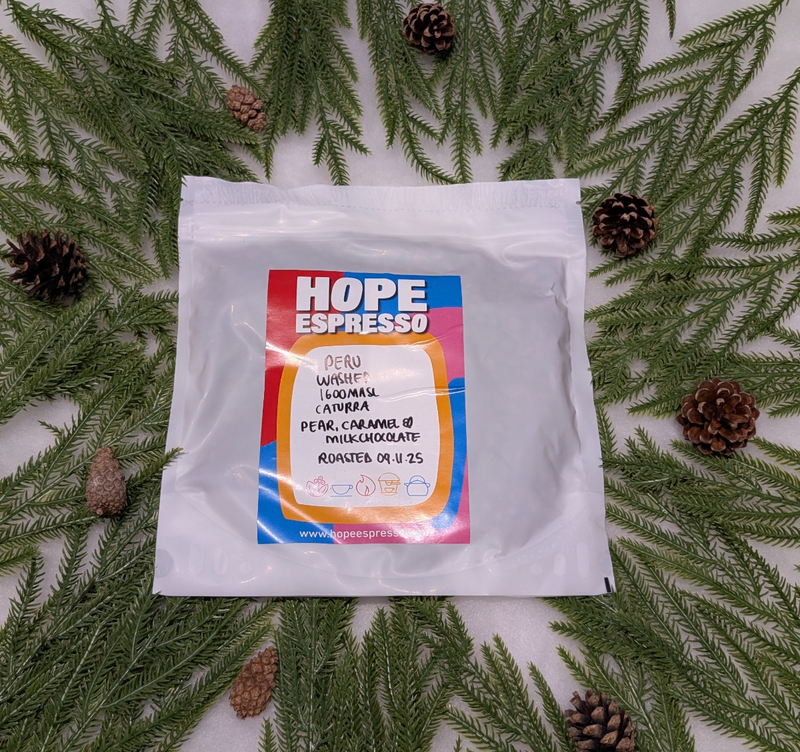 HOPE
ESPRESSO
PERU
WASHED
1600MASL
CATURRA
PEAR, CARAMEL &
MILKCHOCOLATE
ROASTED 09.11.25